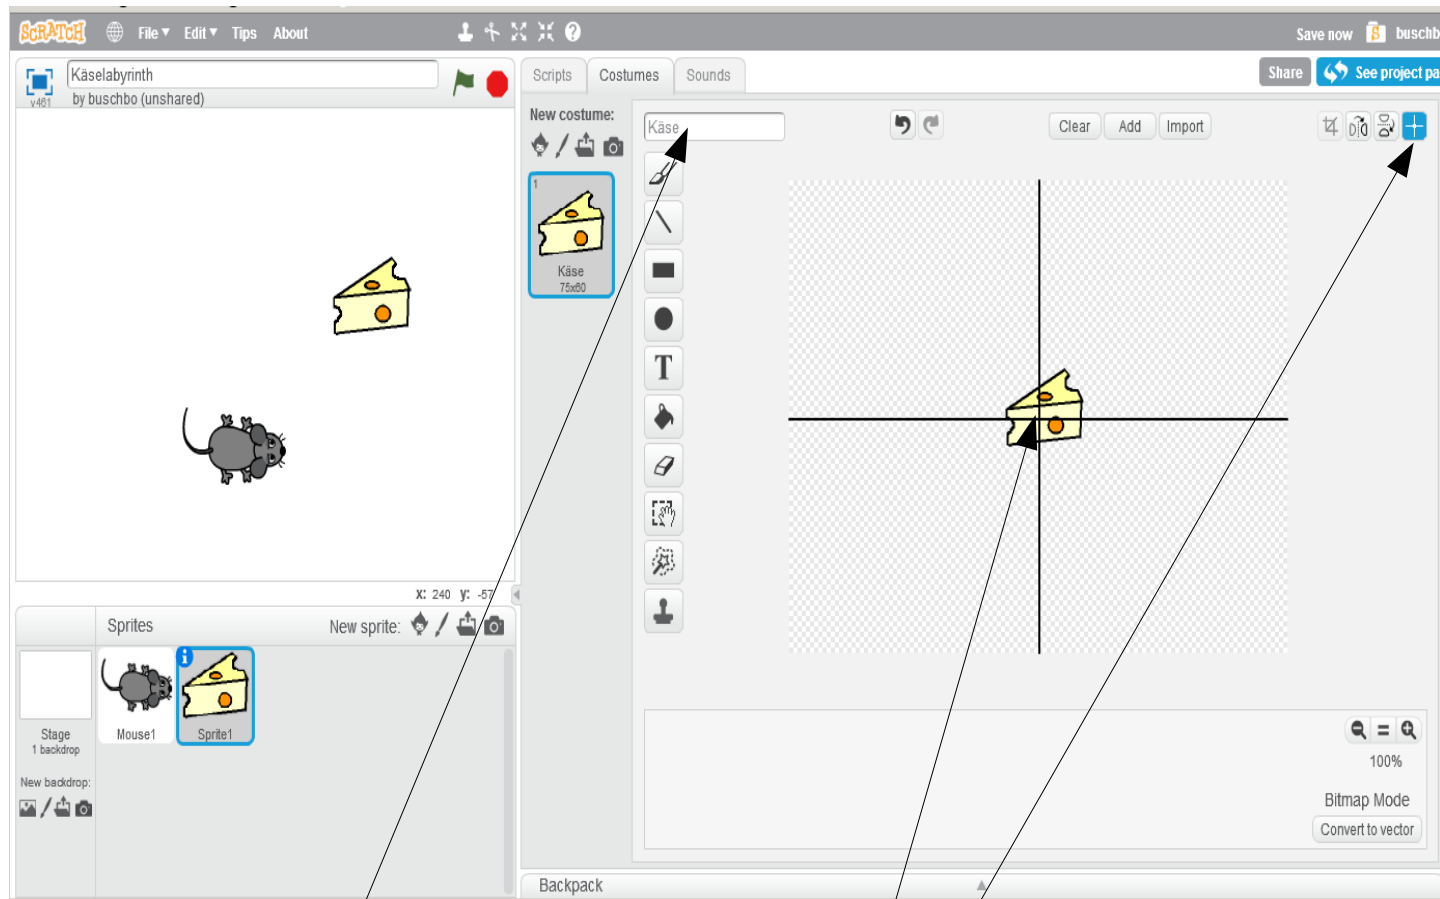 SCRATCH File Edit Tips About Save now buschb
v461 Käselabyrinth
by buschbo (unshared)
Scripts Costumes Sounds Share See project pa
New costume: Käse Clear Add Import
1
Käse
75x60
x: 240 y: -57
Sprites New sprite:
Stage
1 backdrop
New backdrop:
Mouse1 Sprite1
100%
Bitmap Mode
Convert to vector
Backpack